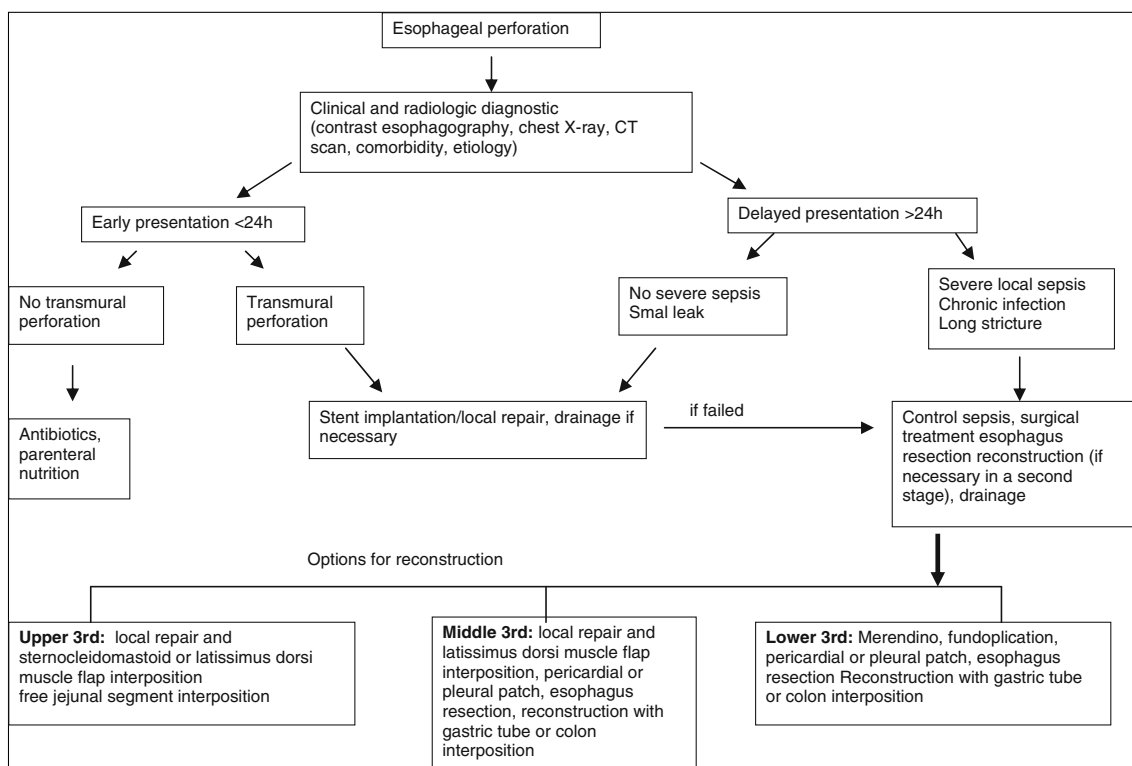 Esophageal perforation
Clinical and radiologic diagnostic
(contrast esophagography, chest X-ray, CT
scan, comorbidity, etiology)
Early presentation <24h
Delayed presentation >24h
No transmural
perforation
Transmural
perforation
No severe sepsis
Smal leak
Severe local sepsis
Chronic infection
Long stricture
Antibiotics,
parenteral
nutrition
Stent implantation/local repair, drainage if
necessary
if failed
Control sepsis, surgical
treatment esophagus
resection reconstruction (if
necessary in a second
stage), drainage
Options for reconstruction
Upper 3rd: local repair and
sternocleidomastoid or latissimus dorsi
muscle flap interposition
free jejunal segment interposition
Middle 3rd: local repair and
latissimus dorsi muscle flap
interposition, pericardial or
pleural patch, esophagus
resection, reconstruction with
gastric tube or colon
interposition
Lower 3rd: Merendino, fundoplication,
pericardial or pleural patch, esophagus
resection Reconstruction with gastric tube
or colon interposition